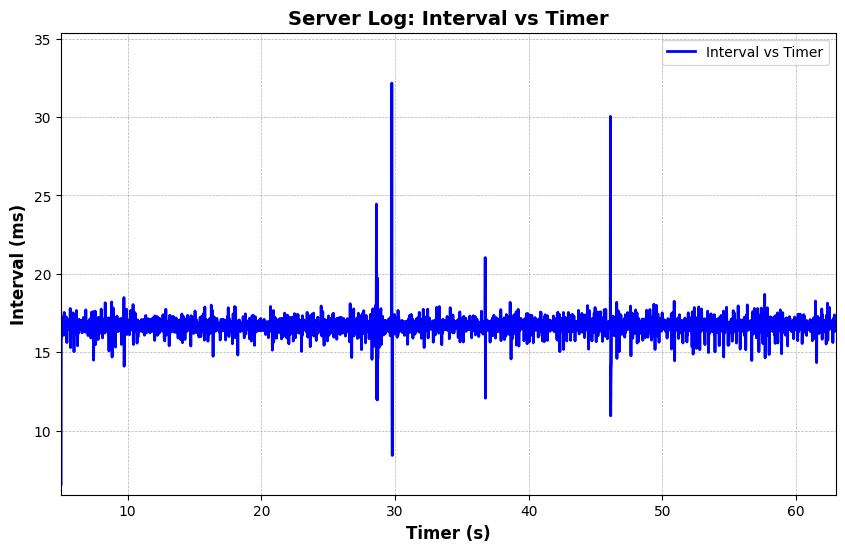 Server Log: Interval vs Timer
Interval vs Timer
35
30
25
20
15
10
Interval (ms)
10 20 30 40 50 60
Timer (s)